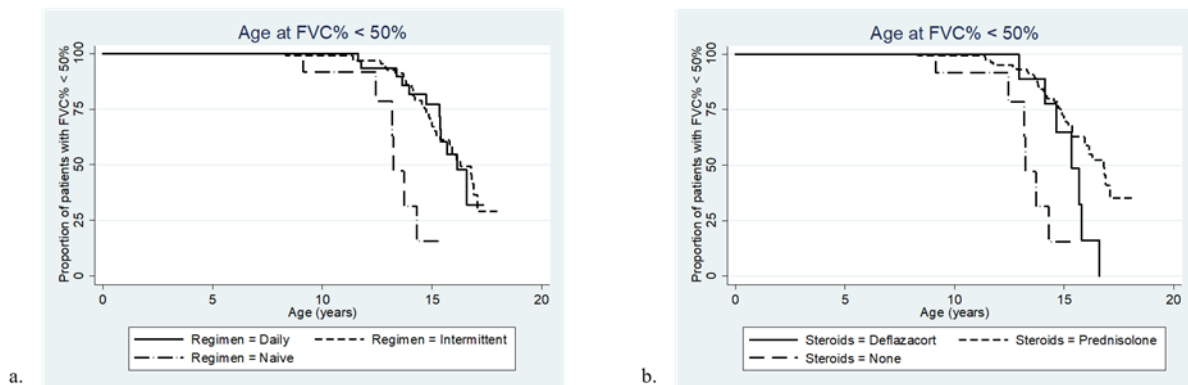 Age at FVC% < 50%
Proportion of patients with FVC% < 50%
100
75
50
25
0
0 5 10 15 20
Age (years)
Regimen = Daily Regimen = Intermittent
Regimen = Naive
a.
Age at FVC% < 50%
Proportion of patients with FVC% < 50%
100
75
50
25
0
0 5 10 15 20
Age (years)
Steroids = Deflazacort Steroids = Prednisolone
Steroids = None
b.